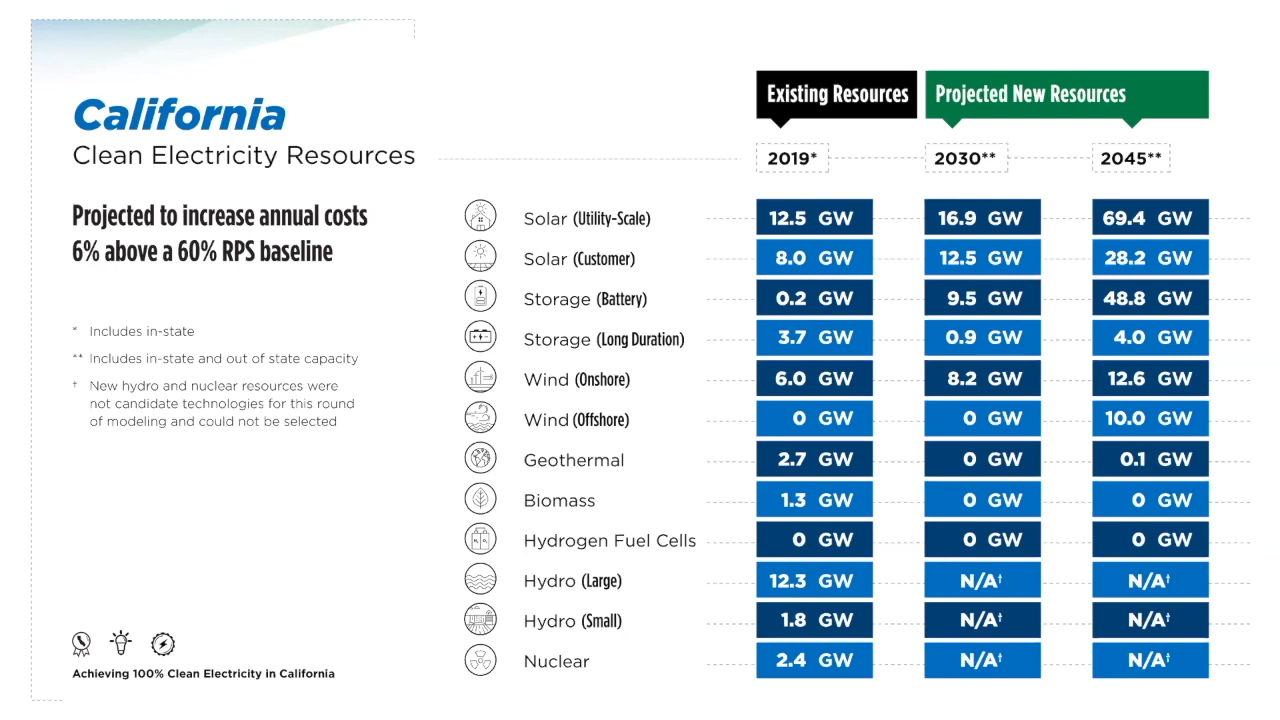 California
Clean Electricity Resources
Projected to increase annual costs
6% above a 60% RPS baseline
* Includes in-state
** Includes in-state and out of state capacity
† New hydro and nuclear resources were
not candidate technologies for this round
of modeling and could not be selected
Achieving 100% Clean Electricity in California
Existing Resources Projected New Resources
2019* 2030** 2045**
Solar (Utility-Scale) 12.5 GW 16.9 GW 69.4 GW
Solar (Customer) 8.0 GW 12.5 GW 28.2 GW
Storage (Battery) 0.2 GW 9.5 GW 48.8 GW
Storage (Long Duration) 3.7 GW 0.9 GW 4.0 GW
Wind (Onshore) 6.0 GW 8.2 GW 12.6 GW
Wind (Offshore) 0 GW 0 GW 10.0 GW
Geothermal 2.7 GW 0 GW 0.1 GW
Biomass 1.3 GW 0 GW 0 GW
Hydrogen Fuel Cells 0 GW 0 GW 0 GW
Hydro (Large) 12.3 GW N/A† N/A†
Hydro (Small) 1.8 GW N/A† N/A†
Nuclear 2.4 GW N/A† N/A†